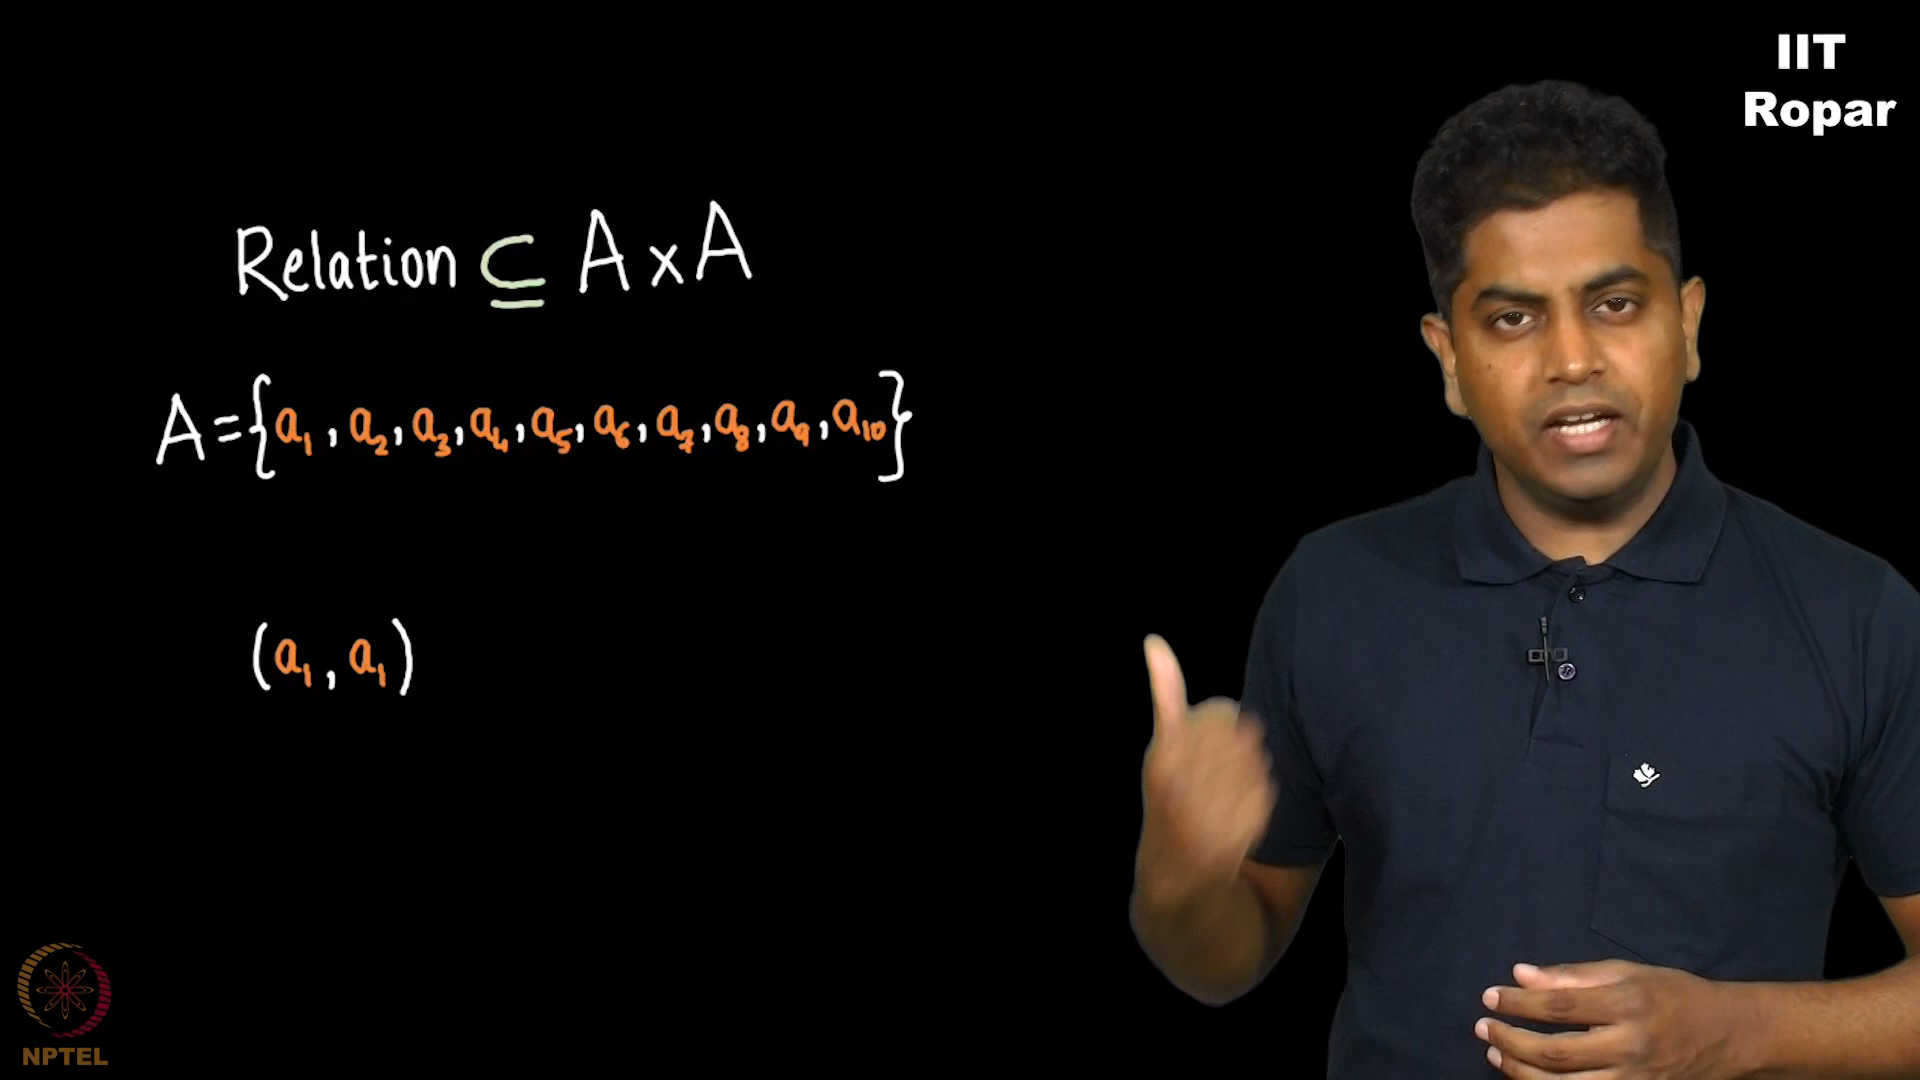 IIT
Ropar
Relation ⊆ A x A
A = {a₁, a₂, a₃, a₄, a₅, a₆, a₇, a₈, a₉, a₁₀}
(a₁, a₁)
NPTEL